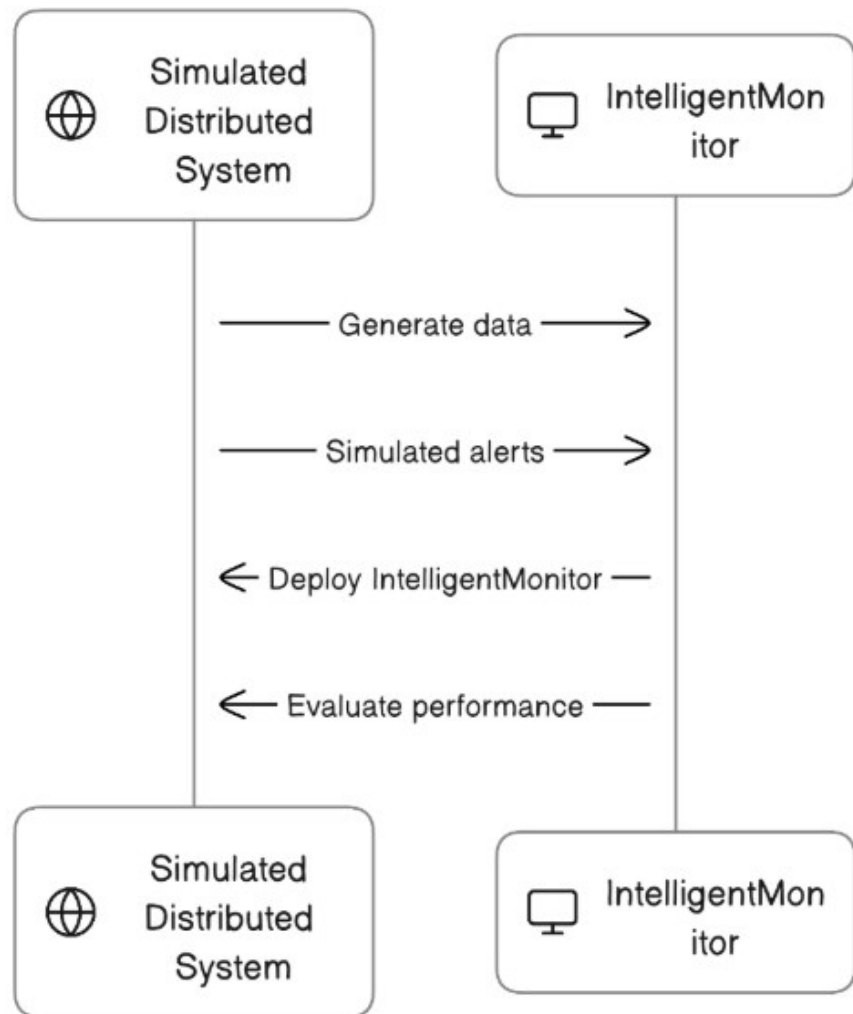 Simulated
Distributed
System
IntelligentMon
itor
Generate data
Simulated alerts
Deploy IntelligentMonitor
Evaluate performance
Simulated
Distributed
System
IntelligentMon
itor